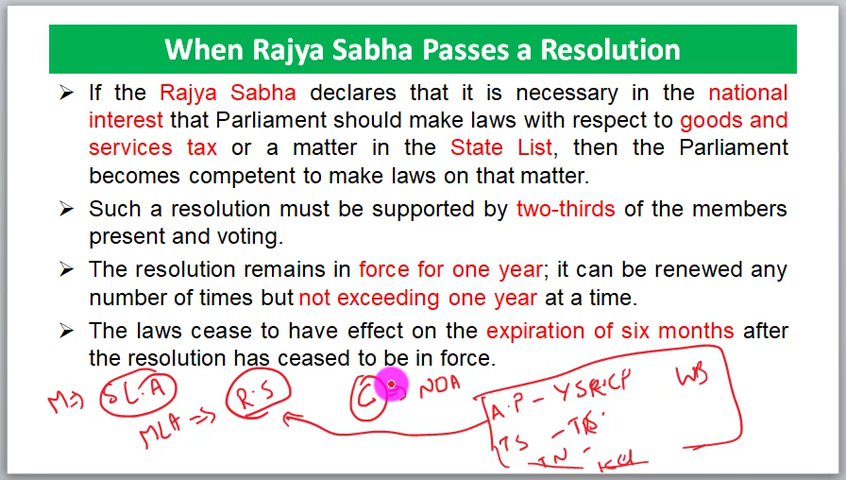 When Rajya Sabha Passes a Resolution
➢ If the Rajya Sabha declares that it is necessary in the national
interest that Parliament should make laws with respect to goods and
services tax or a matter in the State List, then the Parliament
becomes competent to make laws on that matter.
➢ Such a resolution must be supported by two-thirds of the members
present and voting.
➢ The resolution remains in force for one year; it can be renewed any
number of times but not exceeding one year at a time.
➢ The laws cease to have effect on the expiration of six months after
the resolution has ceased to be in force.
M⇒ SLA R.S C ⇒ NDA A.P - YSRCP WB
MLA ⇒ TS -
TN -